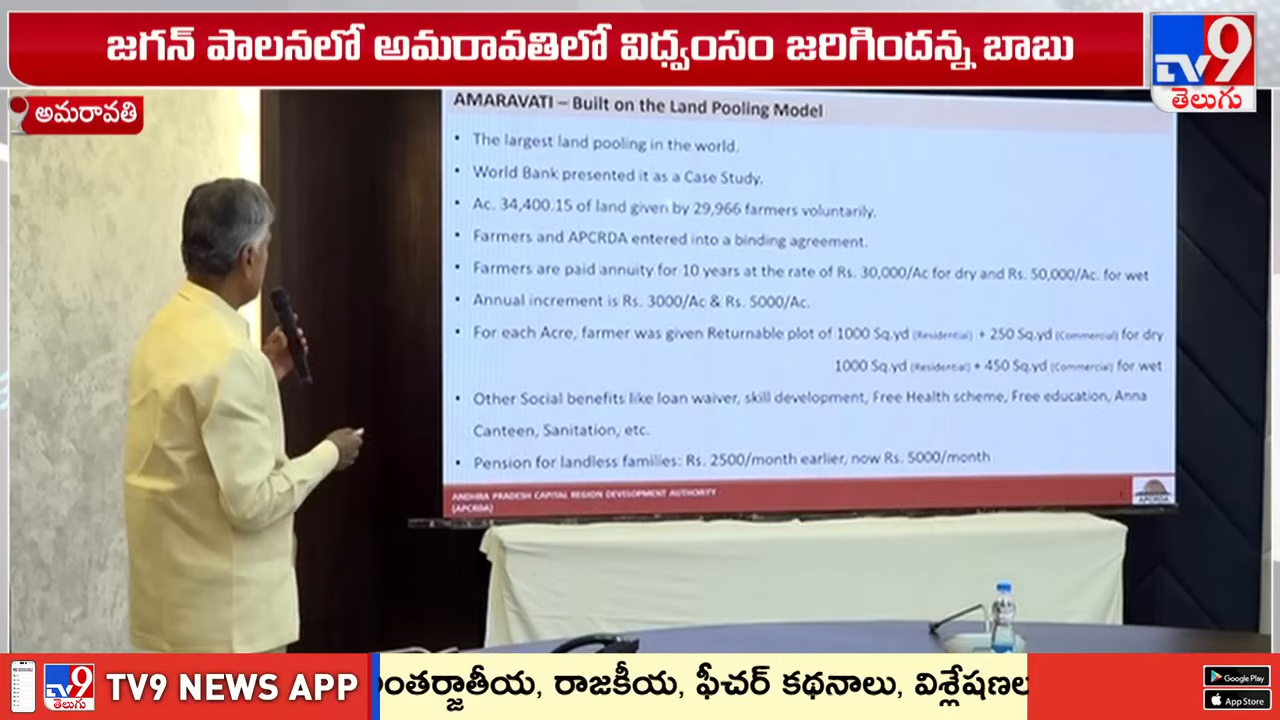 జగన్ పాలనలో అమరావతిలో విధ్వంసం జరిగిందన్న బాబు
TV9
తెలుగు
అమరావతి
AMARAVATI – Built on the Land Pooling Model
• The largest land pooling in the world.
• World Bank presented it as a Case Study.
• Ac. 34,400.15 of land given by 29,966 farmers voluntarily.
• Farmers and APCRDA entered into a binding agreement.
• Farmers are paid annuity for 10 years at the rate of Rs. 30,000/Ac for dry and Rs. 50,000/Ac. for wet
• Annual increment is Rs. 3000/Ac & Rs. 5000/Ac.
• For each Acre, farmer was given Returnable plot of 1000 Sq.yd (Residential) + 250 Sq.yd (Commercial) for dry
1000 Sq.yd (Residential) + 450 Sq.yd (Commercial) for wet
• Other Social benefits like loan waiver, skill development, Free Health scheme, Free education, Anna
Canteen, Sanitation, etc.
• Pension for landless families: Rs. 2500/month earlier, now Rs. 5000/month
ANDHRA PRADESH CAPITAL REGION DEVELOPMENT AUTHORITY
(APCRDA)
APCRDA
TV9
తెలుగు
TV9 NEWS APP
ంతర్జాతీయ, రాజకీయ, ఫీచర్ కథనాలు, విశ్లేషణల
Google Play
App Store